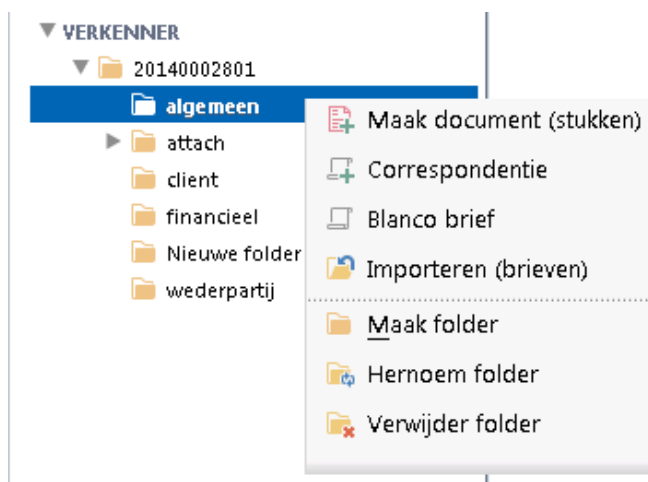 VERKENNER
20140002801
algemeen
attach
client
financieel
Nieuwe folder
wederpartij
Maak document (stukken)
Correspondentie
Blanco brief
Importeren (brieven)
Maak folder
Hernoem folder
Verwijder folder